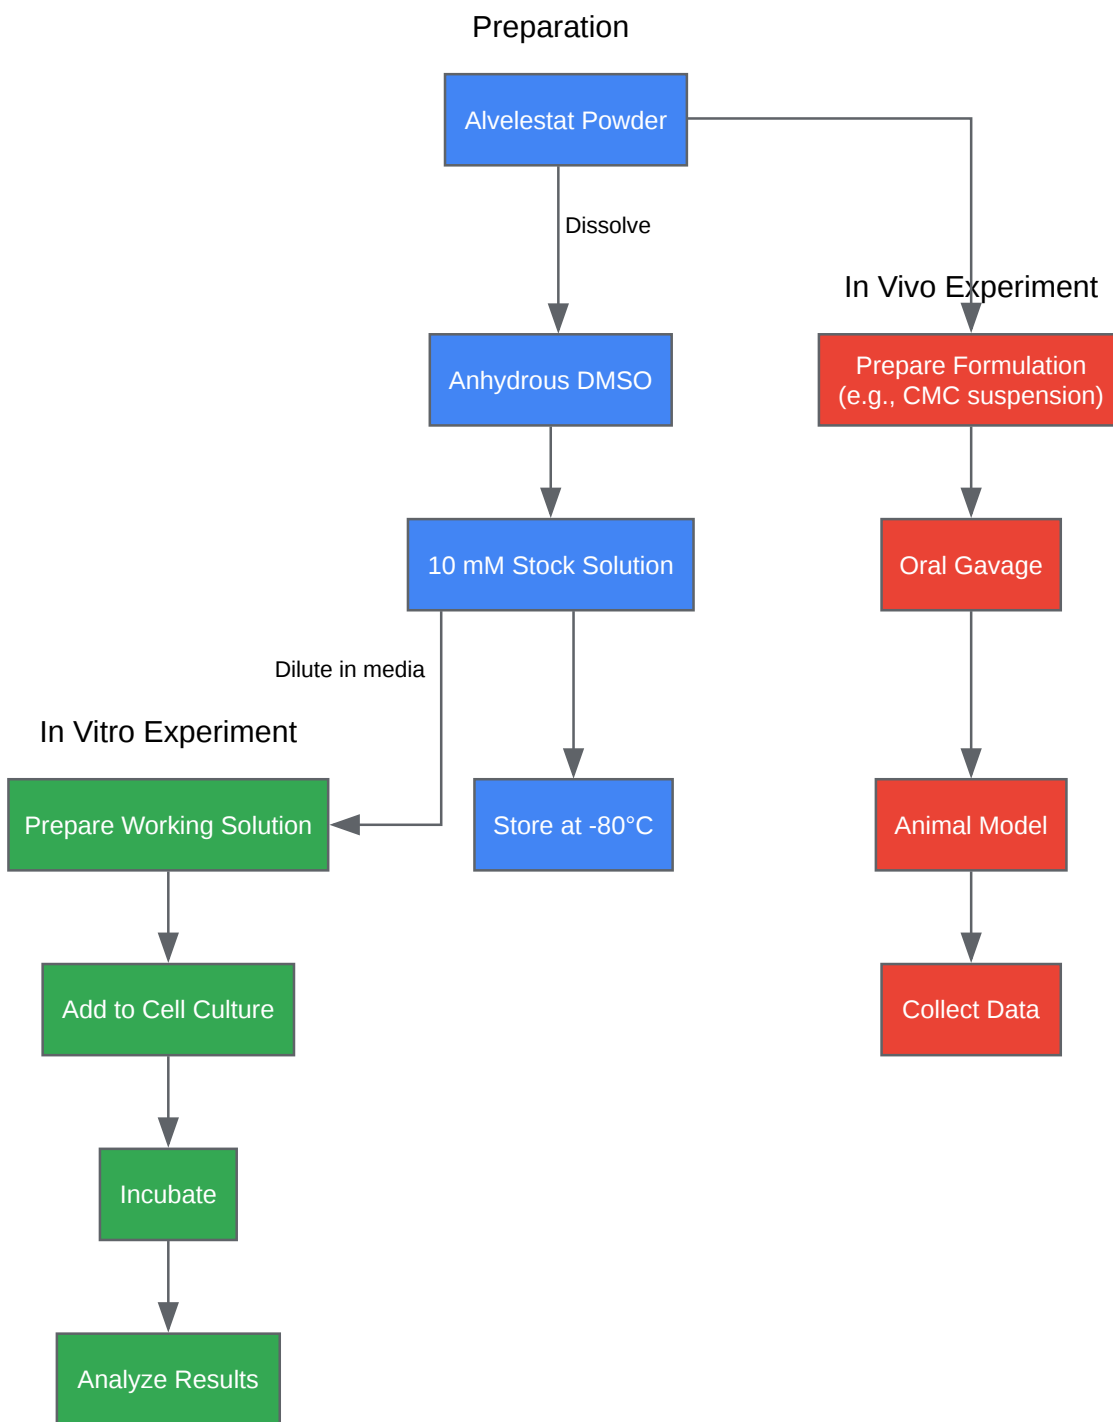 Preparation
Alvelestat Powder
Dissolve
In Vivo Experiment
Anhydrous DMSO
Prepare Formulation
(e.g., CMC suspension)
10 mM Stock Solution
Oral Gavage
Dilute in media
In Vitro Experiment
Prepare Working Solution
Store at -80°C
Animal Model
Add to Cell Culture
Collect Data
Incubate
Analyze Results